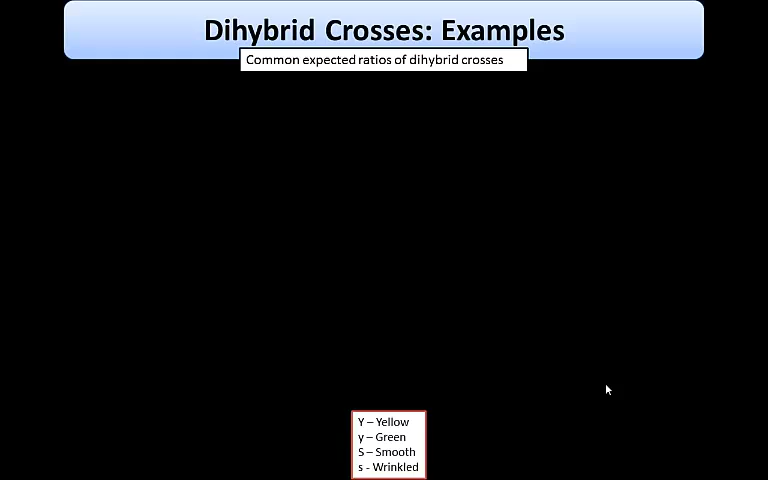 Dihybrid Crosses: Examples
Common expected ratios of dihybrid crosses
Y – Yellow
y – Green
S – Smooth
s - Wrinkled